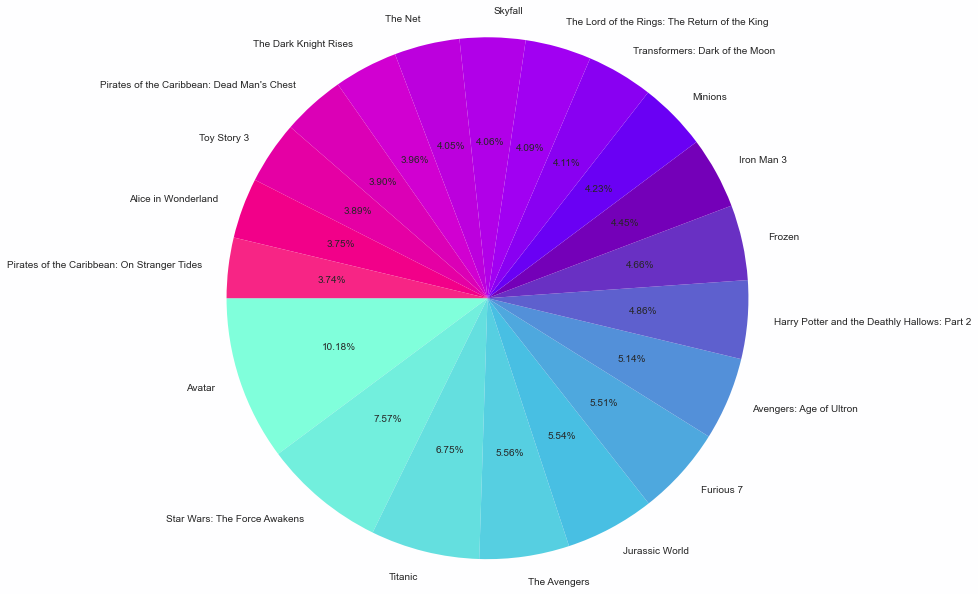 Skyfall
The Net
The Lord of the Rings: The Return of the King
The Dark Knight Rises
Transformers: Dark of the Moon
Pirates of the Caribbean: Dead Man's Chest
Minions
Toy Story 3
Iron Man 3
Alice in Wonderland
Frozen
Pirates of the Caribbean: On Stranger Tides
Harry Potter and the Deathly Hallows: Part 2
Avatar
Avengers: Age of Ultron
Star Wars: The Force Awakens
Furious 7
Jurassic World
Titanic
The Avengers
4.06%
4.05%
4.09%
3.96%
4.11%
3.90%
4.23%
3.89%
3.75%
4.66%
3.74%
4.86%
10.18%
5.14%
7.57%
5.51%
6.75%
5.56%
5.54%